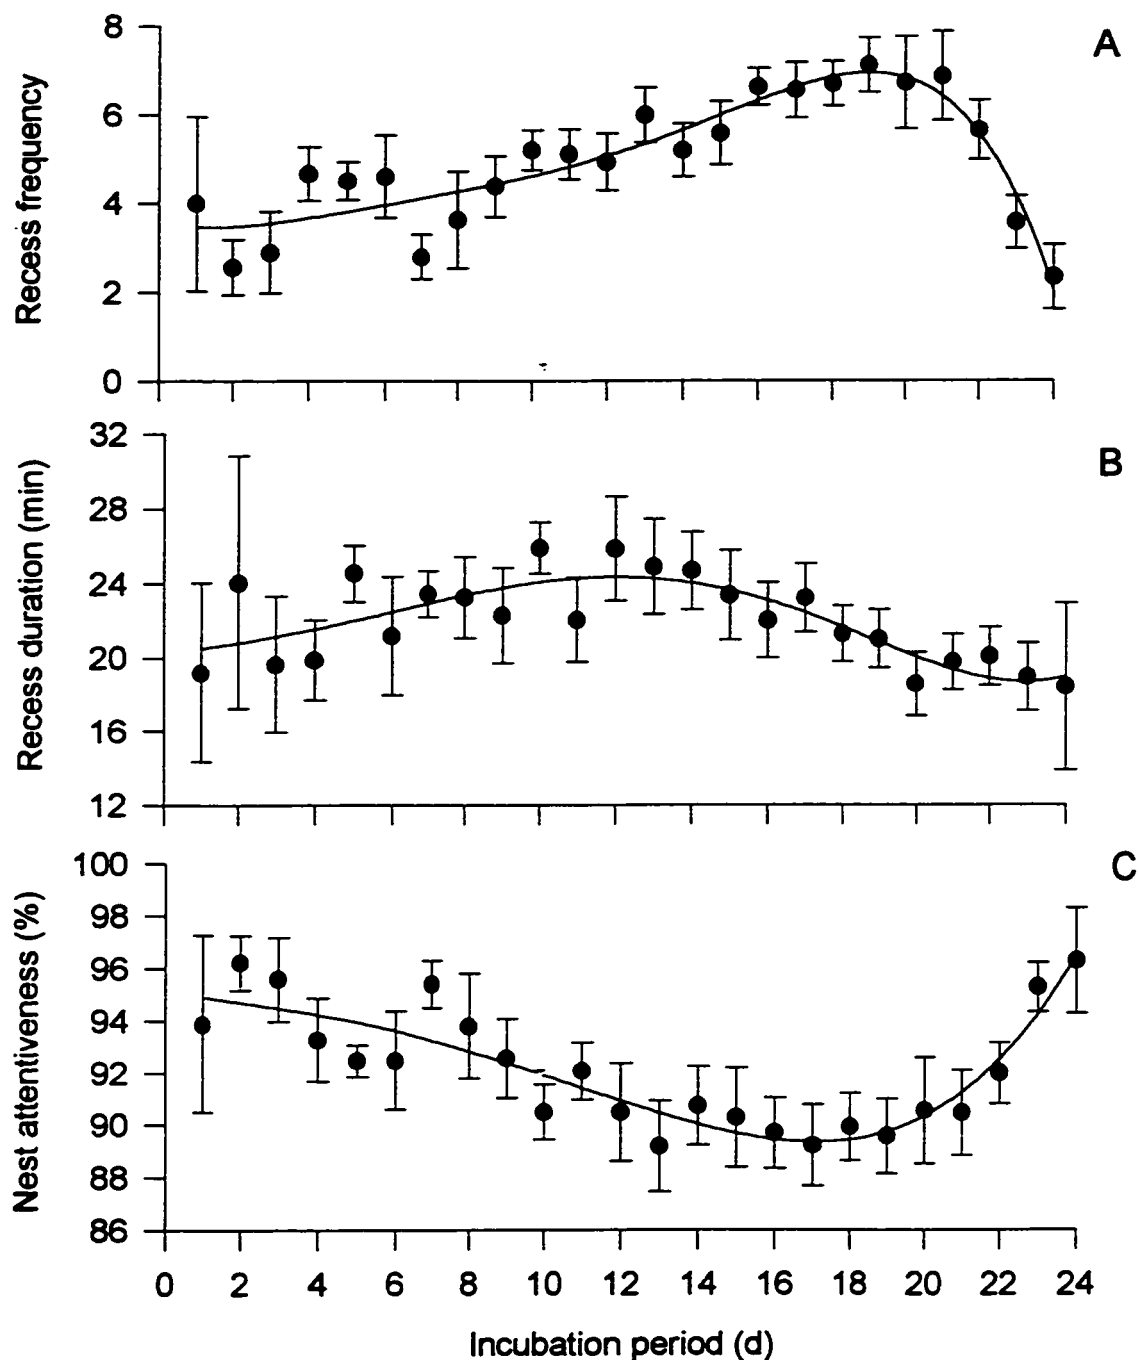 A
Recess frequency
8
6
4
2
0
B
Recess duration (min)
32
28
24
20
16
12
C
Nest attentiveness (%)
100
98
96
94
92
90
88
86
0 2 4 6 8 10 12 14 16 18 20 22 24
Incubation period (d)